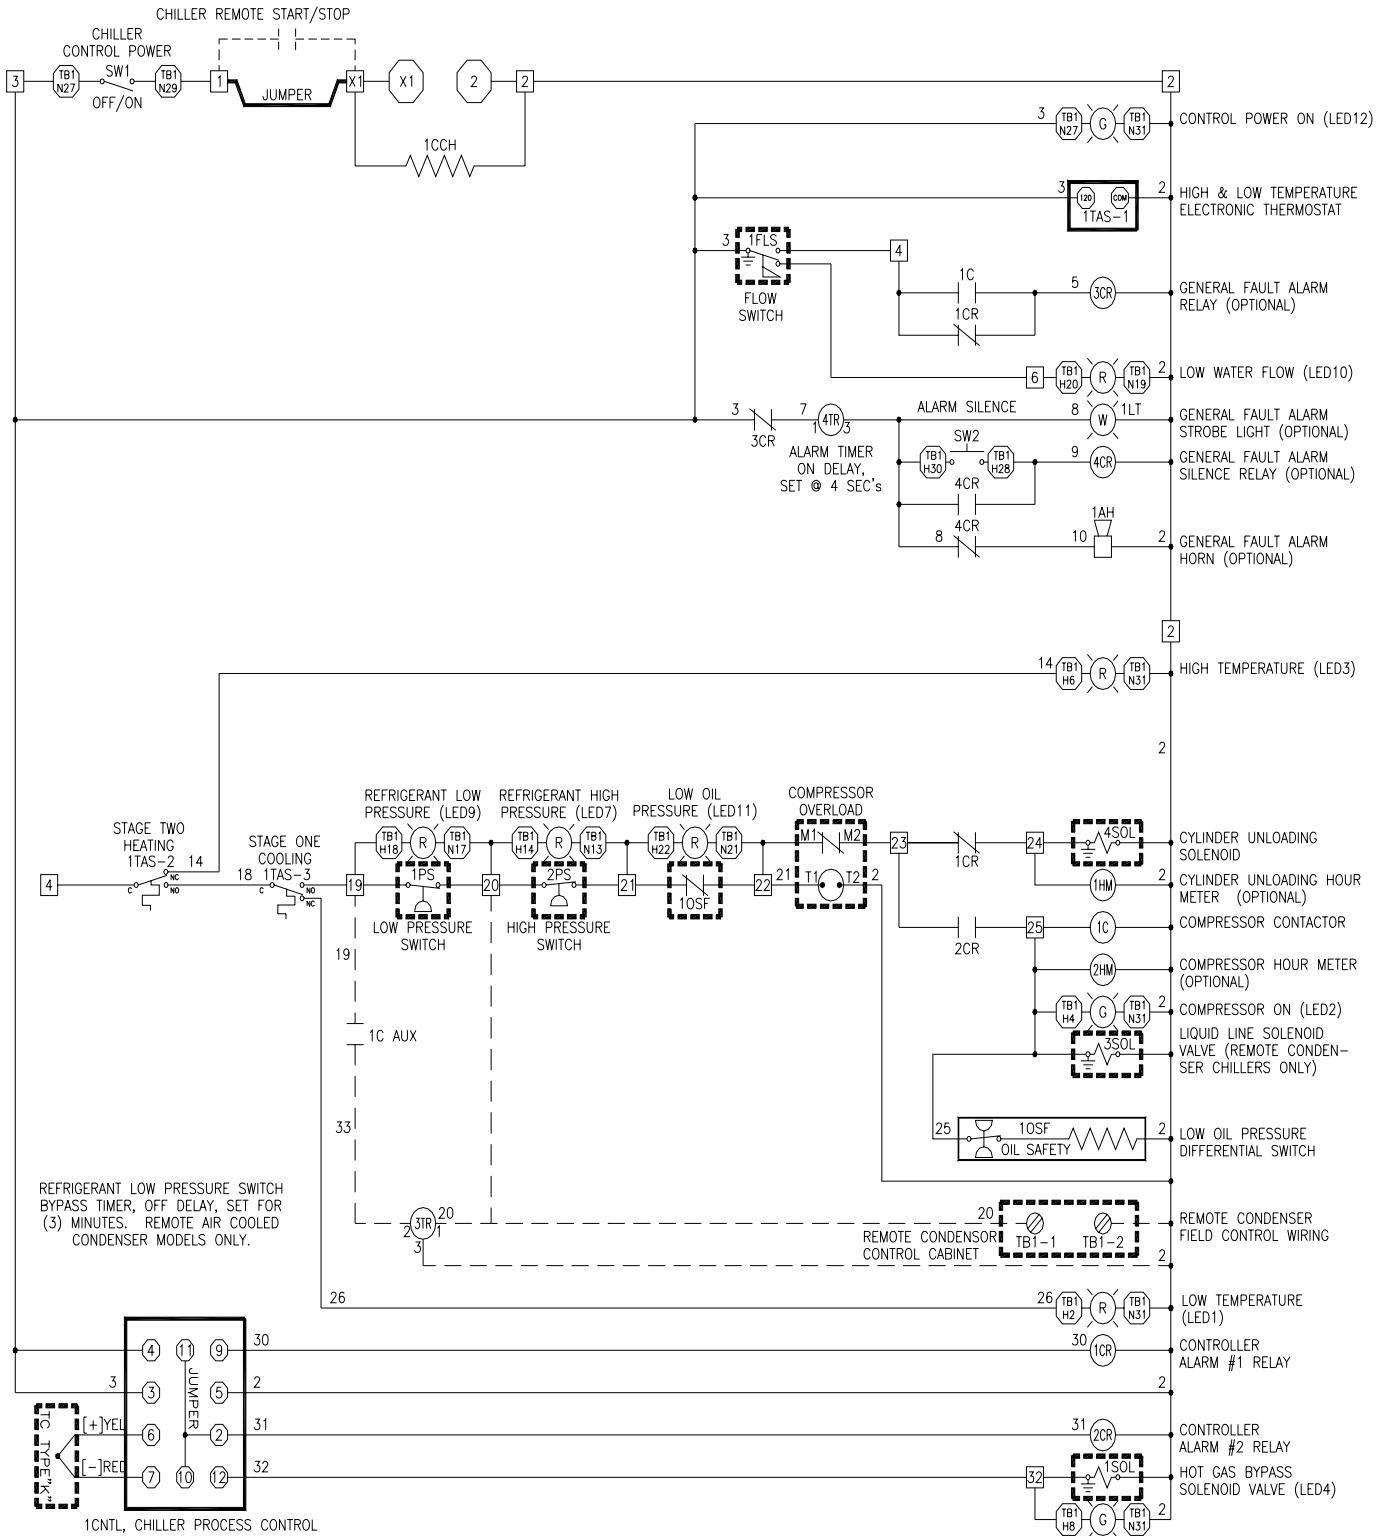 CHILLER REMOTE START/STOP
CHILLER
CONTROL POWER
3
TB1
N27
SW1
OFF/ON
TB1
N29
1
JUMPER
X1
X1
2
2
2
1CCH
3
TB1
N27
G
TB1
N31
CONTROL POWER ON (LED12)
3
120
COM
1TAS-1
2
HIGH & LOW TEMPERATURE
ELECTRONIC THERMOSTAT
3
1FLS
FLOW
SWITCH
4
1C
1CR
5
3CR
GENERAL FAULT ALARM
RELAY (OPTIONAL)
6
TB1
H20
R
TB1
N19
2
LOW WATER FLOW (LED10)
3
3CR
7
1
4TR
3
ALARM TIMER
ON DELAY,
SET @ 4 SEC's
ALARM SILENCE
8
W
1LT
GENERAL FAULT ALARM
STROBE LIGHT (OPTIONAL)
TB1
H30
SW2
TB1
H28
9
4CR
GENERAL FAULT ALARM
SILENCE RELAY (OPTIONAL)
4CR
8
4CR
10
1AH
2
GENERAL FAULT ALARM
HORN (OPTIONAL)
2
14
TB1
H6
R
TB1
N31
HIGH TEMPERATURE (LED3)
2
STAGE TWO
HEATING
1TAS-2
14
4
C
NC
NO
STAGE ONE
COOLING
18
1TAS-3
C
NO
NC
REFRIGERANT LOW
PRESSURE (LED9)
TB1
H18
R
TB1
N17
REFRIGERANT HIGH
PRESSURE (LED7)
TB1
H14
R
TB1
N13
LOW OIL
PRESSURE (LED11)
TB1
H22
R
TB1
N21
COMPRESSOR
OVERLOAD
M1
M2
23
1CR
24
4SOL
CYLINDER UNLOADING
SOLENOID
19
1PS
LOW PRESSURE
SWITCH
20
2PS
HIGH PRESSURE
SWITCH
21
10SF
22
21
T1
T2
2
1HM
2
CYLINDER UNLOADING HOUR
METER (OPTIONAL)
2CR
25
1C
COMPRESSOR CONTACTOR
19
2HM
COMPRESSOR HOUR METER
(OPTIONAL)
TB1
H4
G
TB1
N31
2
COMPRESSOR ON (LED2)
1C AUX
3SOL
LIQUID LINE SOLENOID
VALVE (REMOTE CONDEN-
SER CHILLERS ONLY)
33
25
10SF
OIL SAFETY
2
LOW OIL PRESSURE
DIFFERENTIAL SWITCH
REFRIGERANT LOW PRESSURE SWITCH
BYPASS TIMER, OFF DELAY, SET FOR
(3) MINUTES. REMOTE AIR COOLED
CONDENSER MODELS ONLY.
2
3TR
1
20
3
REMOTE CONDENSOR
CONTROL CABINET
20
TB1-1
TB1-2
2
REMOTE CONDENSER
FIELD CONTROL WIRING
26
26
TB1
H2
R
TB1
N31
LOW TEMPERATURE
(LED1)
4
11
9
30
30
1CR
CONTROLLER
ALARM #1 RELAY
3
3
JUMPER
5
2
2
TC TYPE"K"
[+]YEL
6
2
31
31
2CR
CONTROLLER
ALARM #2 RELAY
[-]RED
7
10
12
32
32
1SOL
HOT GAS BYPASS
SOLENOID VALVE (LED4)
TB1
H8
G
TB1
N31
2
1CNTL, CHILLER PROCESS CONTROL